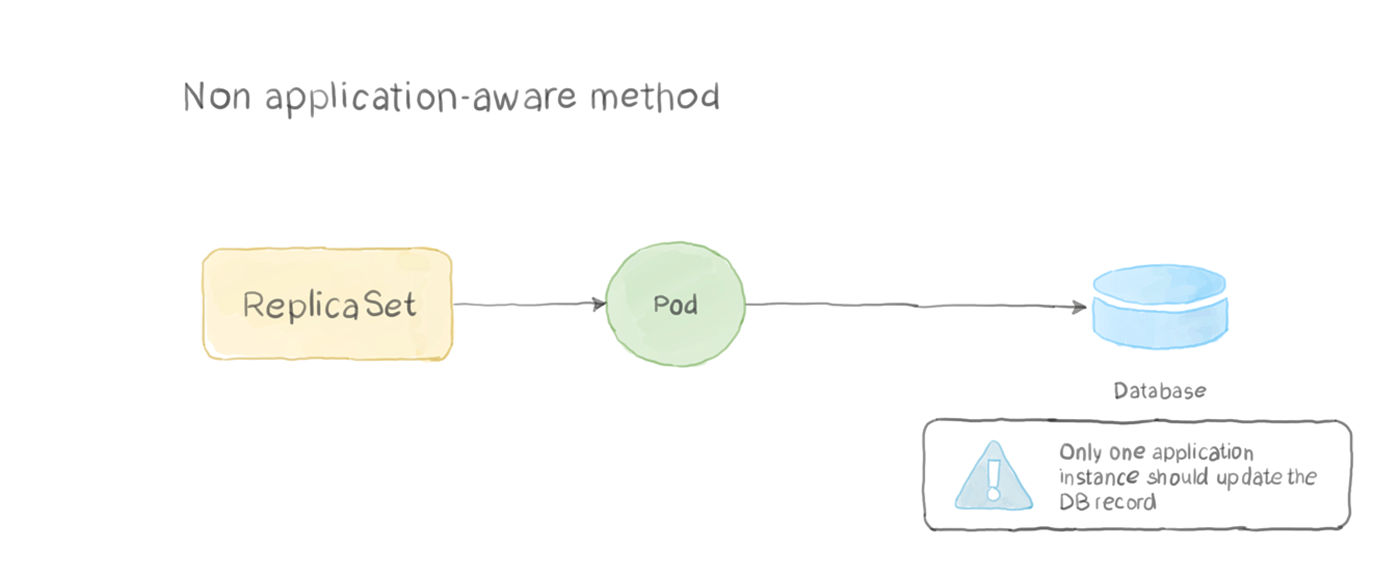 Non application-aware method
ReplicaSet
Pod
Database
Only one application
instance should update the
DB record